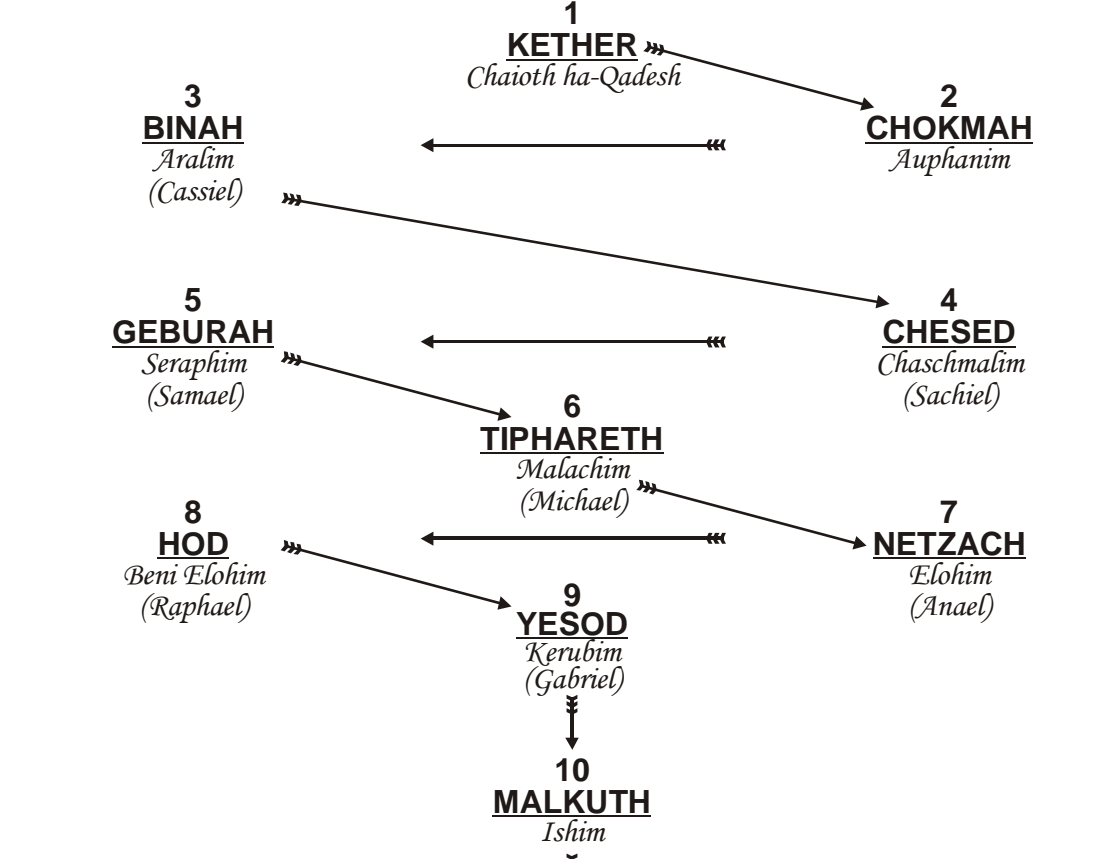 1
KETHER
Chaioth ha-Qadesh
3
BINAH
Aralim
(Cassiel)
2
CHOKMAH
Auphanim
5
GEBURAH
Seraphim
(Samael)
4
CHESED
Chaschmalim
(Sachiel)
6
TIPHARETH
Malachim
(Michael)
8
HOD
Beni Elohim
(Raphael)
7
NETZACH
Elohim
(Anael)
9
YESOD
Kerubim
(Gabriel)
10
MALKUTH
Ishim